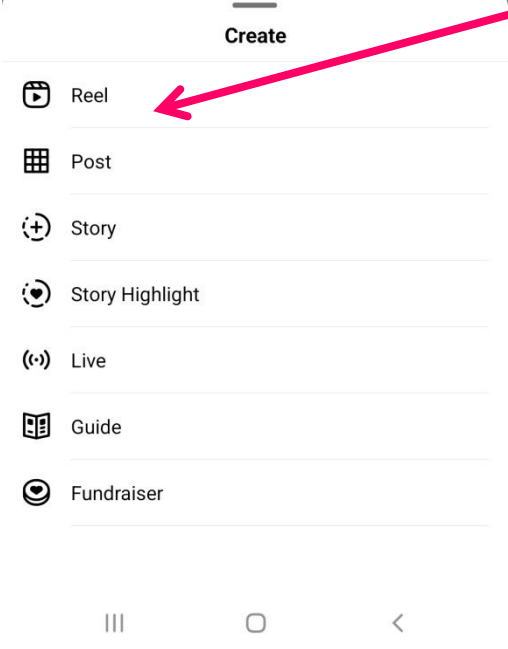 Create
Reel
Post
Story
Story Highlight
Live
Guide
Fundraiser